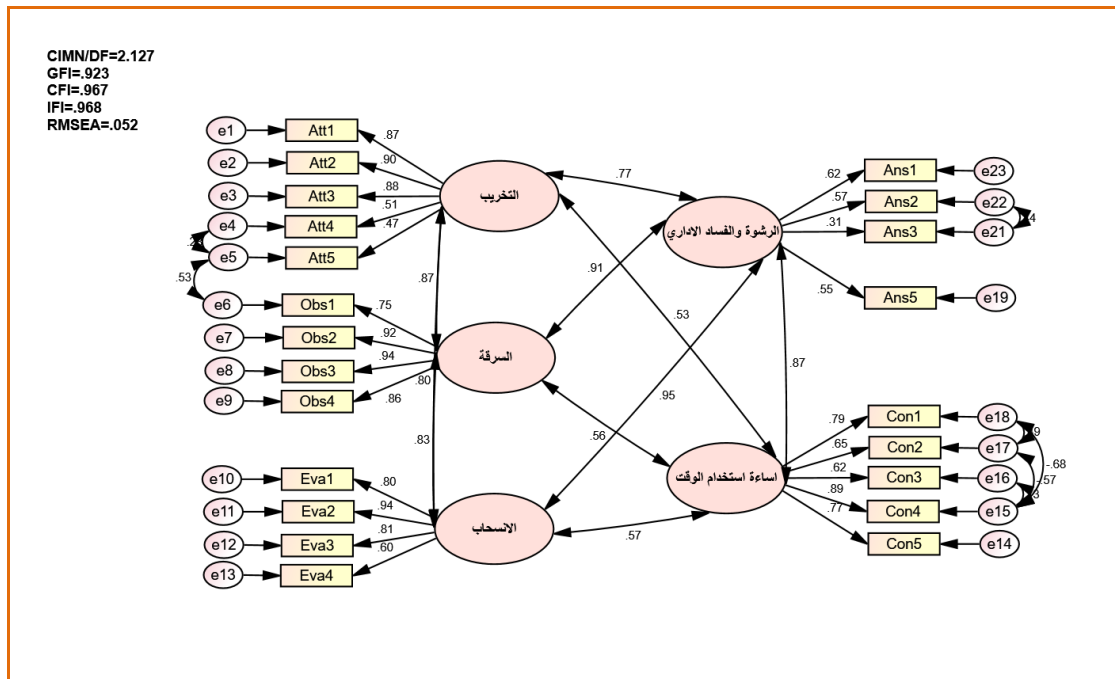 CIMN/DF=2.127
GFI=.923
CFI=.967
IFI=.968
RMSEA=.052
e1
Att1
.87
e2
Att2
.90
e3
Att3
.88
e4
Att4
.51
e5
Att5
.47
.53
التخريب
.77
.87
e6
Obs1
.75
e7
Obs2
.92
e8
Obs3
.94
.80
e9
Obs4
.86
السرقة
.91
.56
.83
e10
Eva1
.80
e11
Eva2
.94
e12
Eva3
.81
e13
Eva4
.60
الانسحاب
.95
.57
.53
الرشوة والفساد الاداري
.62
Ans1
e23
.57
Ans2
e22
.31
Ans3
e21
.55
Ans5
e19
.87
اساءة استخدام الوقت
.79
Con1
e18
.65
Con2
e17
.62
Con3
e16
.89
Con4
e15
.77
Con5
e14
-.68
-.57